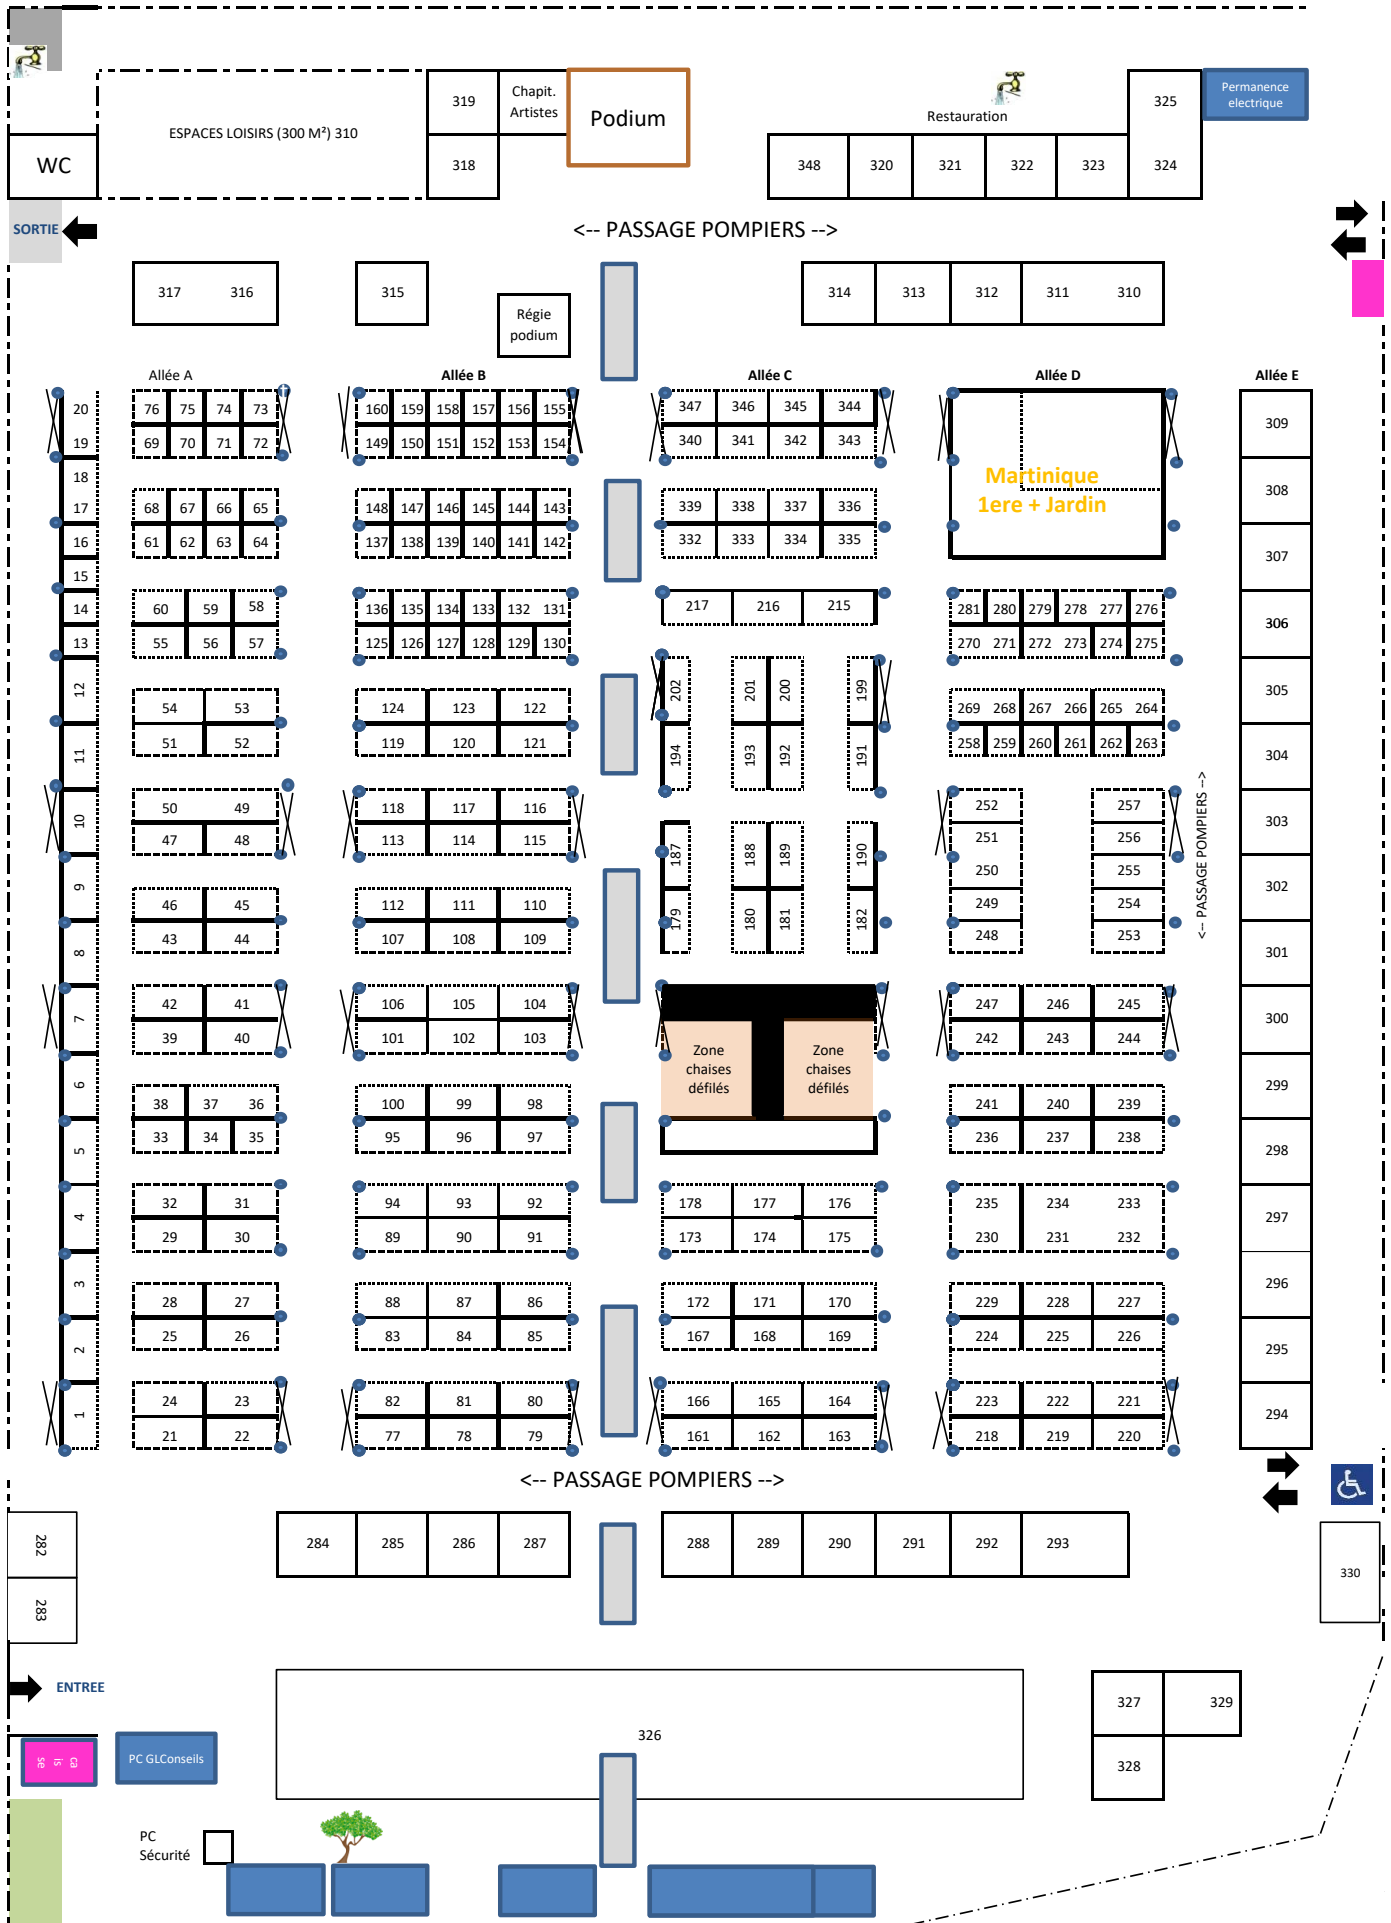 319
Chapit.
Artistes
Podium
325
Permanence
electrique
ESPACES LOISIRS (300 M²) 310
Restauration
WC
318
348 320 321 322 323 324
SORTIE
<-- PASSAGE POMPIERS -->
317 316 315 314 313 312 311 310
Régie
podium
Allée A Allée B Allée C Allée D Allée E
20 76 75 74 73 160 159 158 157 156 155 347 346 345 344
309
19 69 70 71 72 149 150 151 152 153 154 340 341 342 343
18
Martinique
1ere + Jardin
308
17 68 67 66 65 148 147 146 145 144 143 339 338 337 336
16 61 62 63 64 137 138 139 140 141 142 332 333 334 335
307
15
14 60 59 58 136 135 134 133 132 131 217 216 215 281 280 279 278 277 276
306
13 55 56 57 125 126 127 128 129 130 270 271 272 273 274 275
12 202 201 200 199 305
54 53 124 123 122 269 268 267 266 265 264
51 52 119 120 121 258 259 260 261 262 263
11 194 193 192 191 304
50 49 118 117 116 252 257
10 303
47 48 113 114 115 251 256
187 188 189 190
250 255
9 302
46 45 112 111 110 249 254
<-- PASSAGE POMPIERS -->
179 180 181 182
43 44 107 108 109 248 253
8 301
42 41 106 105 104 247 246 245
7 300
39 40 101 102 103 242 243 244
Zone
chaises
défilés
Zone
chaises
défilés
6 299
38 37 36 100 99 98 241 240 239
33 34 35 95 96 97 236 237 238
5 298
32 31 94 93 92 178 177 176 235 234 233
4 297
29 30 89 90 91 173 174 175 230 231 232
3 296
28 27 88 87 86 172 171 170 229 228 227
25 26 83 84 85 167 168 169 224 225 226
2 295
24 23 82 81 80 166 165 164 223 222 221
1 294
21 22 77 78 79 161 162 163 218 219 220
<-- PASSAGE POMPIERS -->
282 284 285 286 287 288 289 290 291 292 293
330
283
ENTREE
327 329
326
ca
is
se
PC GLConseils
328
PC
Sécurité